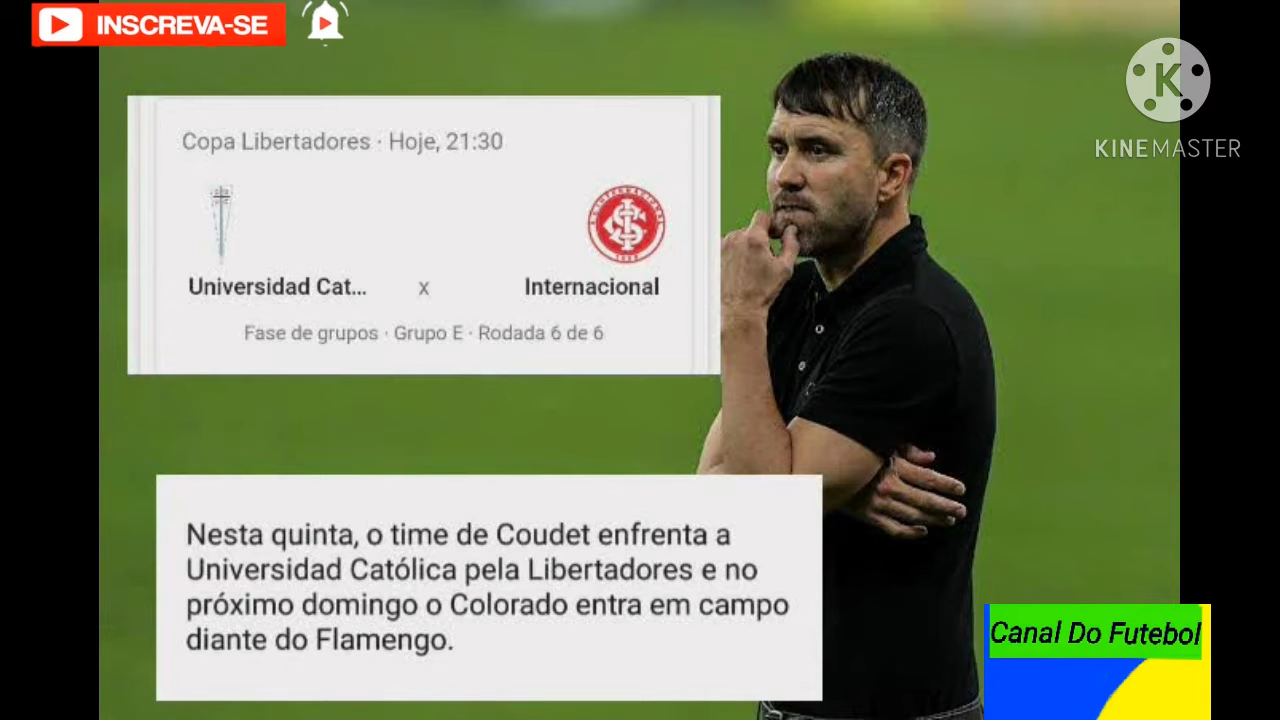 INSCREVA-SE
KINEMASTER
Copa Libertadores · Hoje, 21:30
Universidad Cat... x Internacional
Fase de grupos · Grupo E · Rodada 6 de 6
Nesta quinta, o time de Coudet enfrenta a
Universidad Católica pela Libertadores e no
próximo domingo o Colorado entra em campo
diante do Flamengo.
Canal Do Futebol